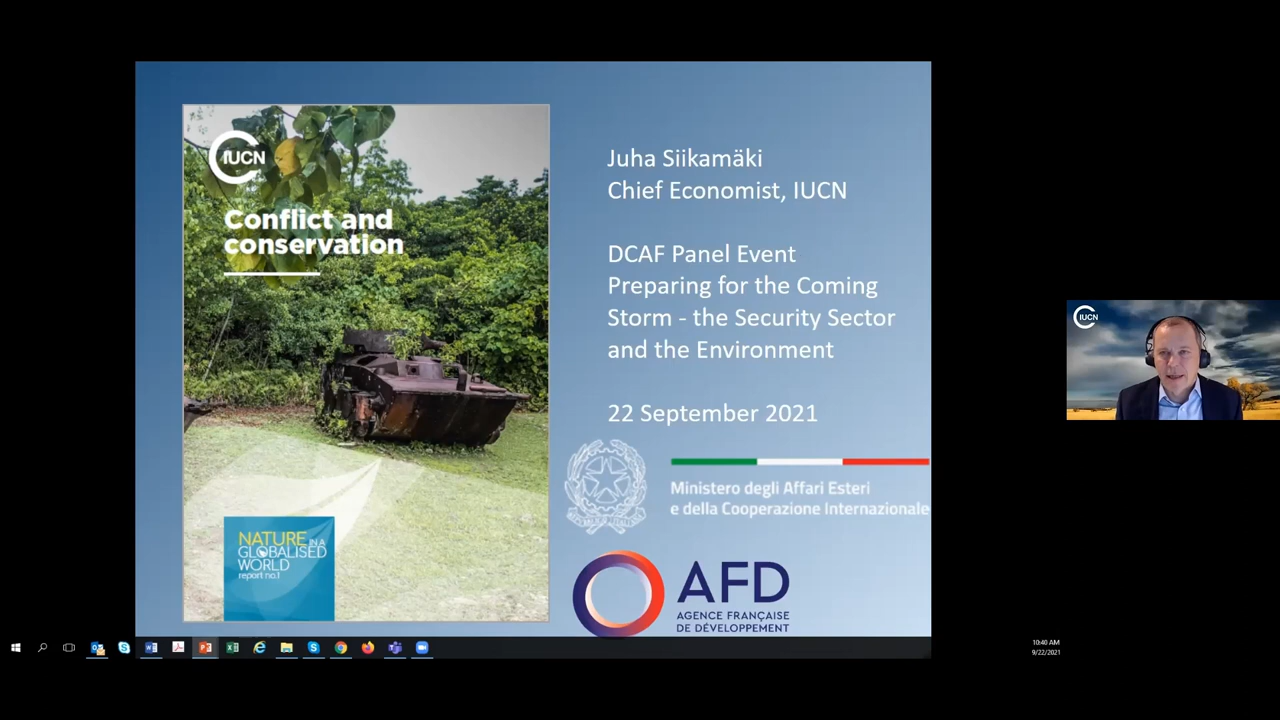 IUCN
Conflict and
conservation
NATURE IN A
GLOBALISED
WORLD
report no.1
Juha Siikamäki
Chief Economist, IUCN
DCAF Panel Event
Preparing for the Coming
Storm - the Security Sector
and the Environment
22 September 2021
Ministero degli Affari Esteri
e della Cooperazione Internazionale
AFD
AGENCE FRANÇAISE
DE DÉVELOPPEMENT
IUCN
10:40 AM
9/22/2021